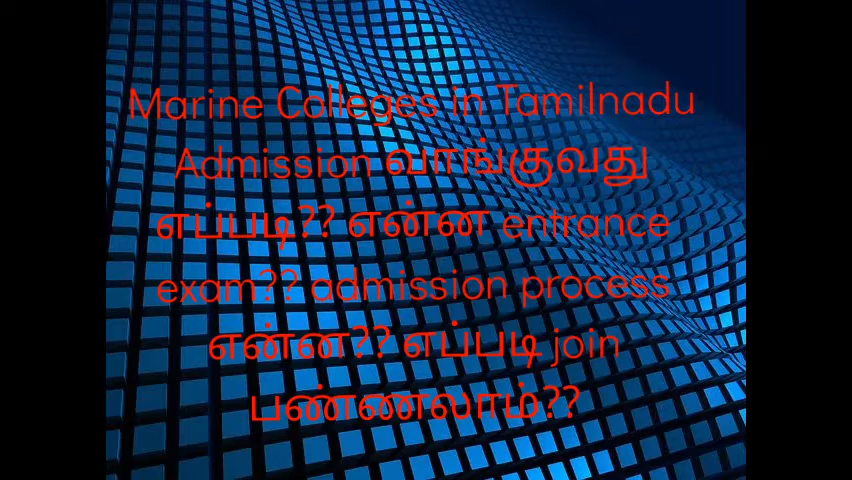 Marine Colleges in Tamilnadu
Admission வாங்குவது
எப்படி?? என்ன entrance
exam?? admission process
என்ன?? எப்படி join
பண்ணலாம்??